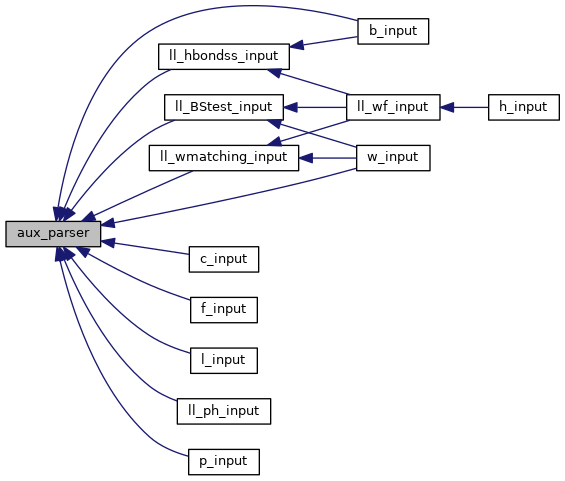 b_input
ll_hbondss_input
ll_BStest_input
ll_wf_input
h_input
ll_wmatching_input
w_input
aux_parser
c_input
f_input
l_input
ll_ph_input
p_input